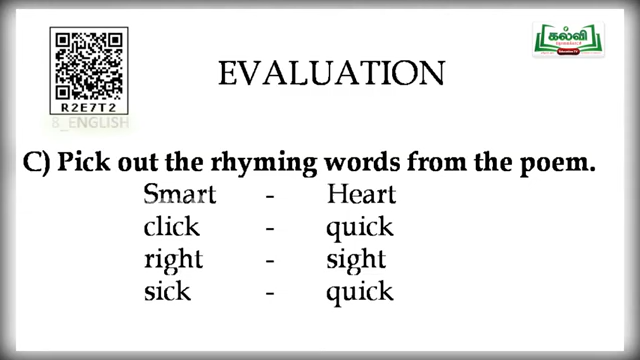 கல்வி
EVALUATION
R2E7T2
8_ENGLISH
C) Pick out the rhyming words from the poem.
Smart - Heart
click - quick
right - sight
sick - quick